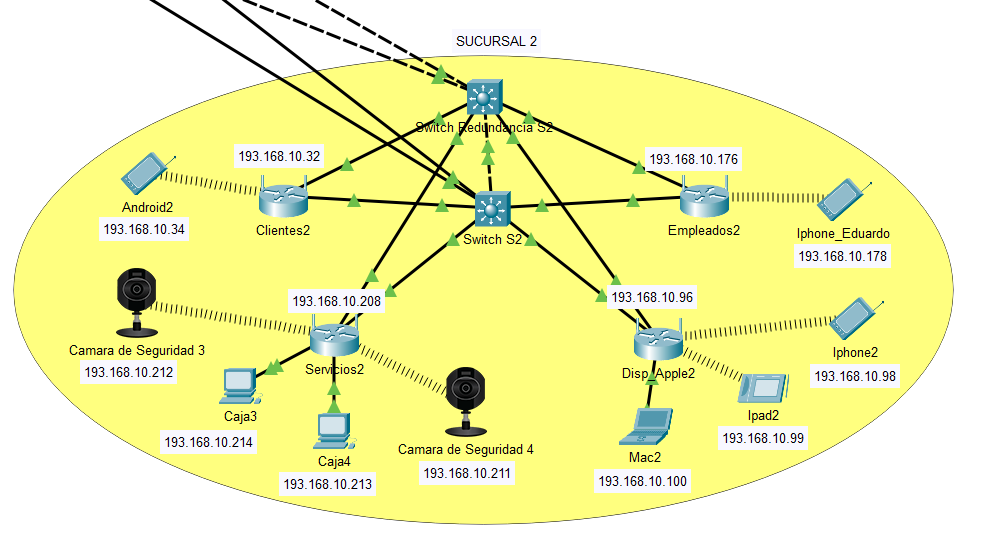 SUCURSAL 2
Switch Redundancia S2
193.168.10.32
193.168.10.176
Android2
193.168.10.34
Clientes2
Switch S2
Empleados2
Iphone_Eduardo
193.168.10.178
193.168.10.208
193.168.10.96
Camara de Seguridad 3
193.168.10.212
Servicios2
Disp_Apple2
Iphone2
193.168.10.98
Caja3
193.168.10.214
Caja4
193.168.10.213
Camara de Seguridad 4
193.168.10.211
Ipad2
193.168.10.99
Mac2
193.168.10.100